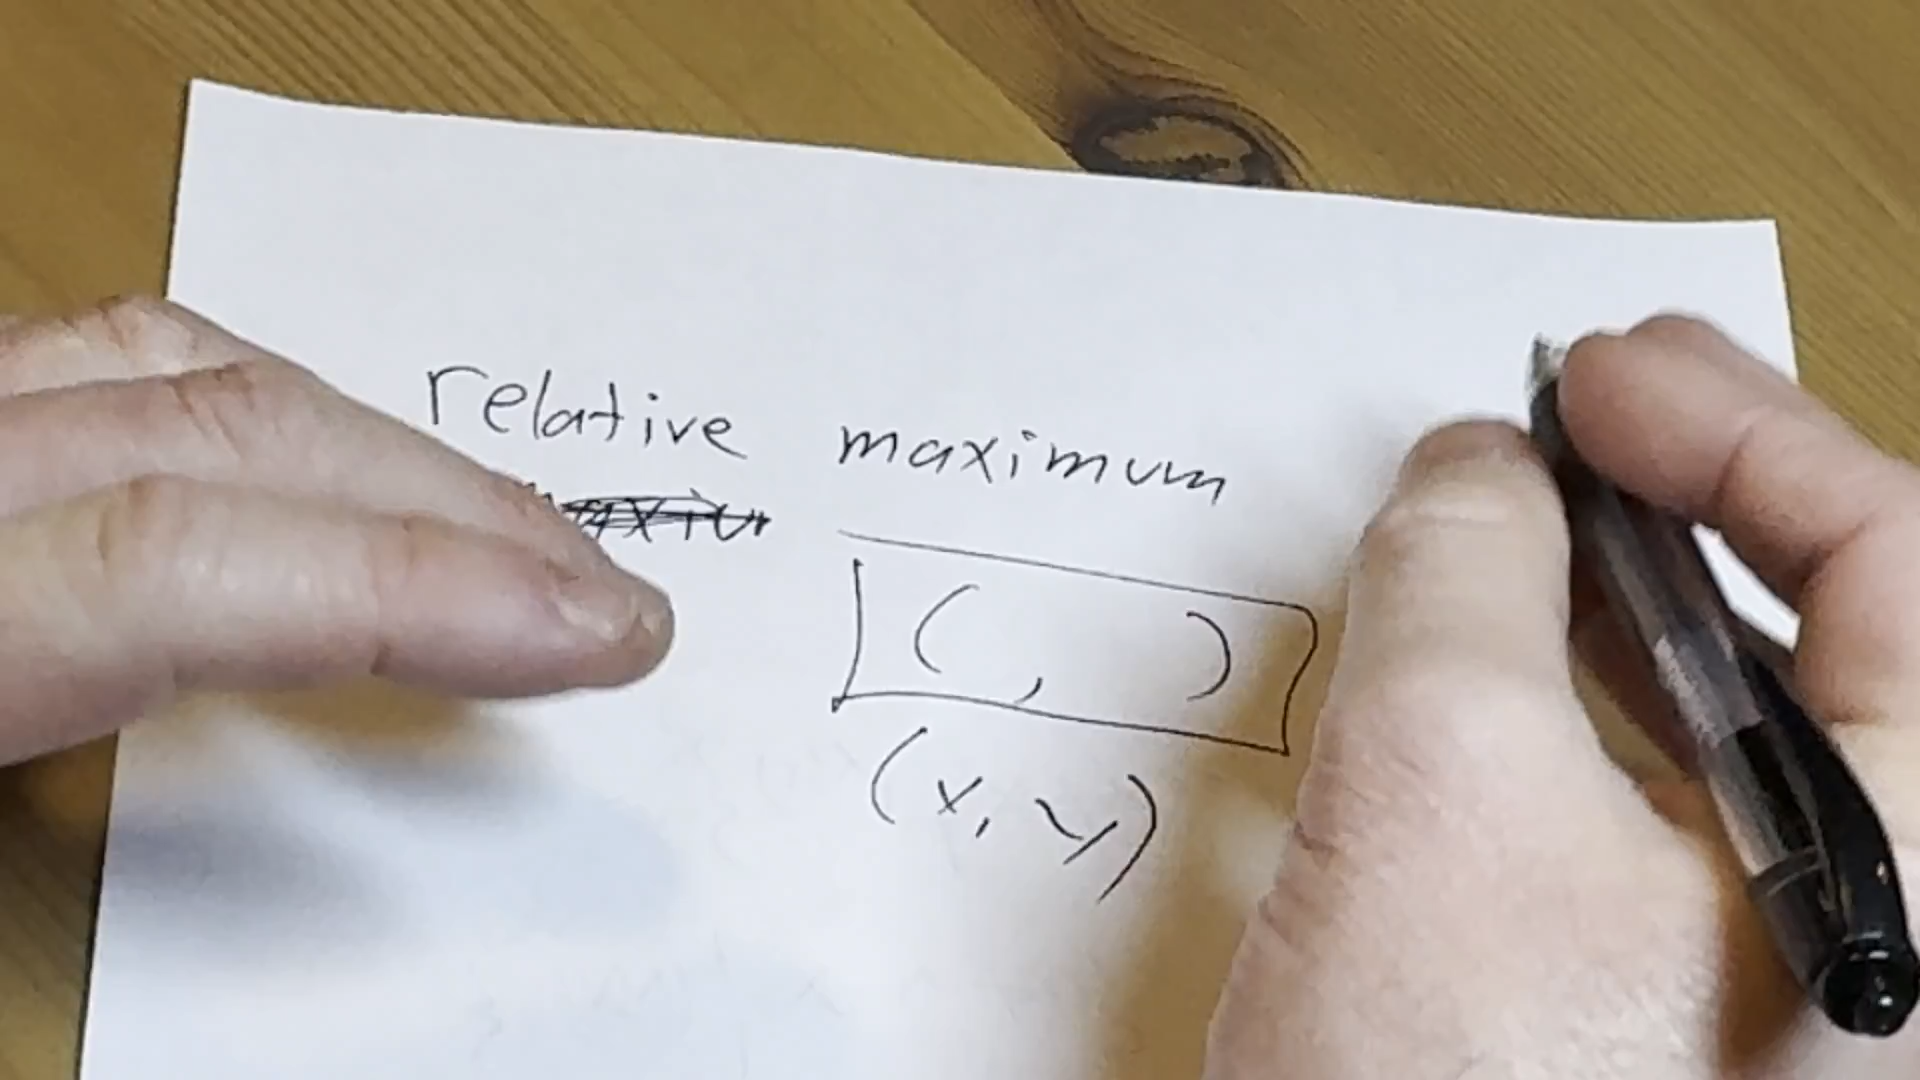 relative maximum
( , )
(x, y)